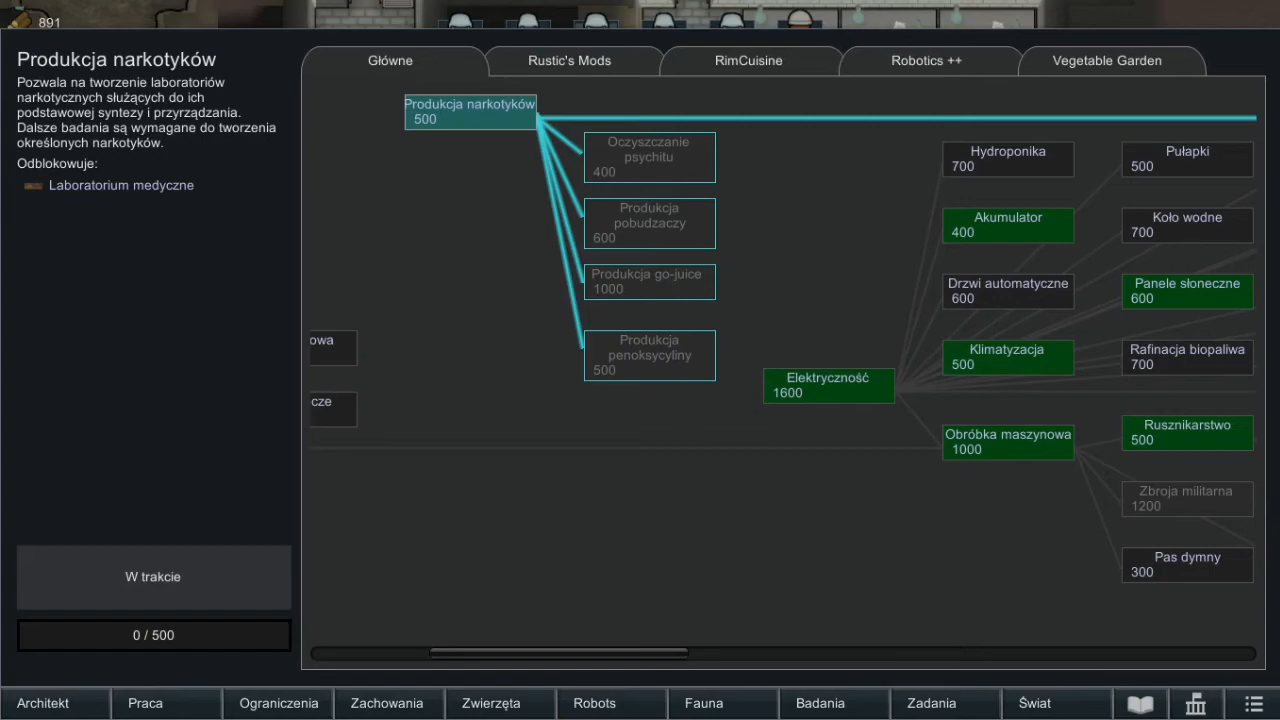 891
Produkcja narkotyków
Pozwala na tworzenie laboratoriów
narkotycznych służących do ich
podstawowej syntezy i przyrządzania.
Dalsze badania są wymagane do tworzenia
określonych narkotyków.
Odblokowuje:
Laboratorium medyczne
W trakcie
0 / 500
Główne
Rustic's Mods
RimCuisine
Robotics ++
Vegetable Garden
Produkcja narkotyków
500
Oczyszczanie
psychitu
400
Produkcja
pobudzaczy
600
Produkcja go-juice
1000
Produkcja
penoksycyliny
500
owa
cze
Elektryczność
1600
Hydroponika
700
Akumulator
400
Drzwi automatyczne
600
Klimatyzacja
500
Obróbka maszynowa
1000
Pułapki
500
Koło wodne
700
Panele słoneczne
600
Rafinacja biopaliwa
700
Rusznikarstwo
500
Zbroja militarna
1200
Pas dymny
300
Architekt
Praca
Ograniczenia
Zachowania
Zwierzęta
Robots
Fauna
Badania
Zadania
Świat